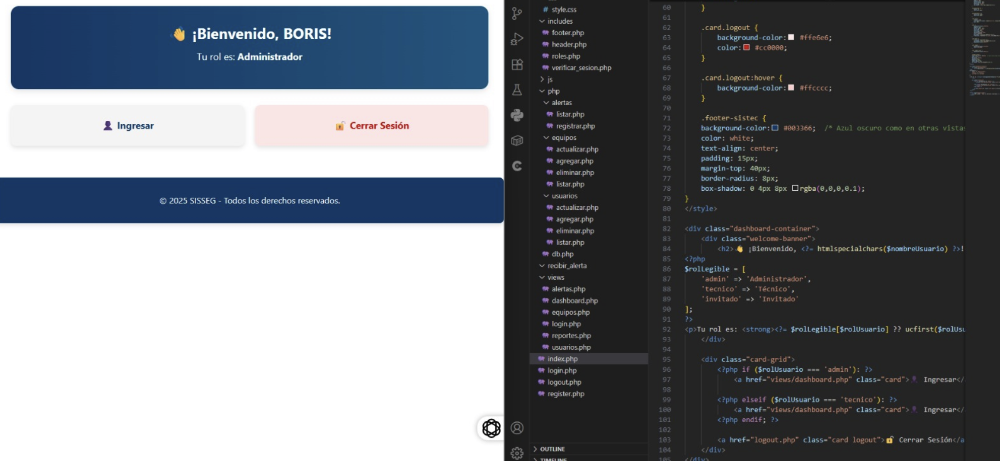 👋 ¡Bienvenido, BORIS!
Tu rol es: Administrador
👤 Ingresar
🔓 Cerrar Sesión
© 2025 SISSEG - Todos los derechos reservados.
# style.css
includes
footer.php
header.php
roles.php
verificar_sesion.php
js
php
alertas
listar.php
registrar.php
equipos
actualizar.php
agregar.php
eliminar.php
listar.php
usuarios
actualizar.php
agregar.php
eliminar.php
listar.php
db.php
recibir_alerta
views
alertas.php
dashboard.php
equipos.php
login.php
reportes.php
usuarios.php
index.php
login.php
logout.php
register.php
OUTLINE
TIMELINE
60 }
61
62 .card.logout {
63 background-color: #ffe6e6;
64 color: #cc0000;
65 }
66
67 .card.logout:hover {
68 background-color: #ffcccc;
69 }
70
71 .footer-sistec {
72 background-color: #003366; /* Azul oscuro como en otras vistas
73 color: white;
74 text-align: center;
75 padding: 15px;
76 margin-top: 40px;
77 border-radius: 8px;
78 box-shadow: 0 4px 8px rgba(0,0,0,0.1);
79 }
80 </style>
81
82 <div class="dashboard-container">
83 <div class="welcome-banner">
84 <h2>👋 ¡Bienvenido, <?= htmlspecialchars($nombreUsuario) ?>!
85 <?php
86 $rolLegible = [
87 'admin' => 'Administrador',
88 'tecnico' => 'Técnico',
89 'invitado' => 'Invitado'
90 ];
91 ?>
92 <p>Tu rol es: <strong><?= $rolLegible[$rolUsuario] ?? ucfirst($rolUsu
93 </div>
94
95 <div class="card-grid">
96 <?php if ($rolUsuario === 'admin'): ?>
97 <a href="views/dashboard.php" class="card">👤 Ingresar</
98
99 <?php elseif ($rolUsuario === 'tecnico'): ?>
100 <a href="views/dashboard.php" class="card">👤 Ingresar</
101 <?php endif; ?>
102
103 <a href="logout.php" class="card logout">🔓 Cerrar Sesión</a
104 </div>
105 </div>